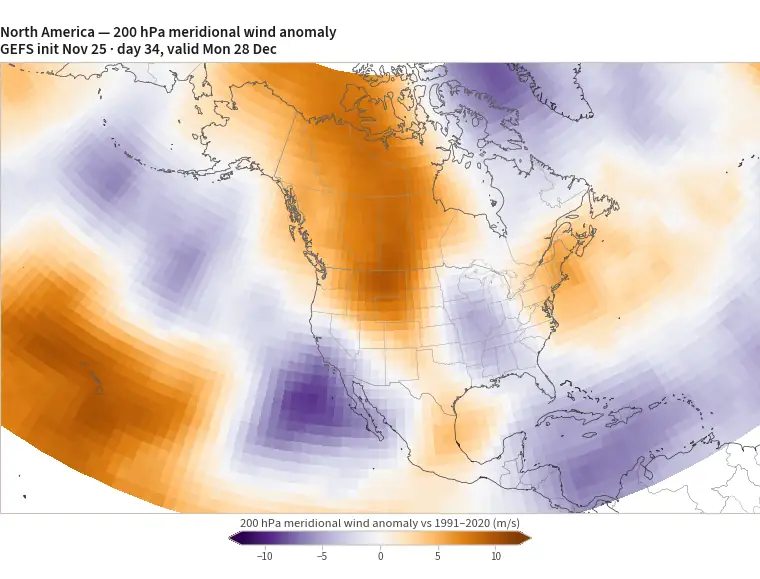 North America — 200 hPa meridional wind anomaly
GEFS init Nov 25 · day 34, valid Mon 28 Dec
200 hPa meridional wind anomaly vs 1991–2020 (m/s)
−10 −5 0 5 10